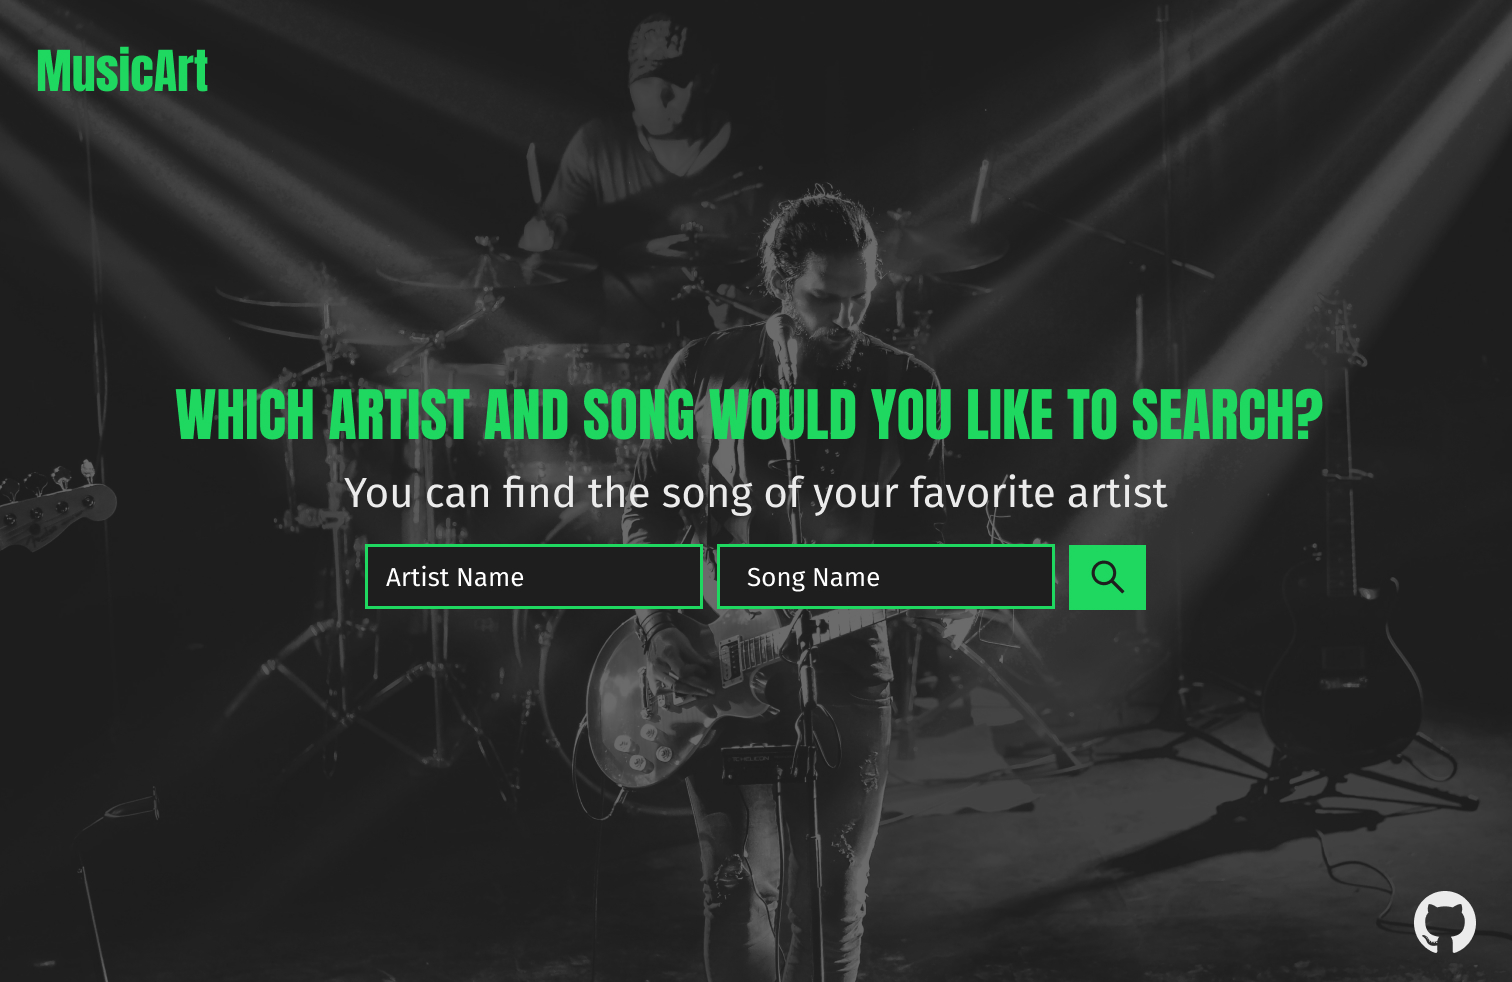 MusicArt
WHICH ARTIST AND SONG WOULD YOU LIKE TO SEARCH?
You can find the song of your favorite artist
Artist Name
Song Name